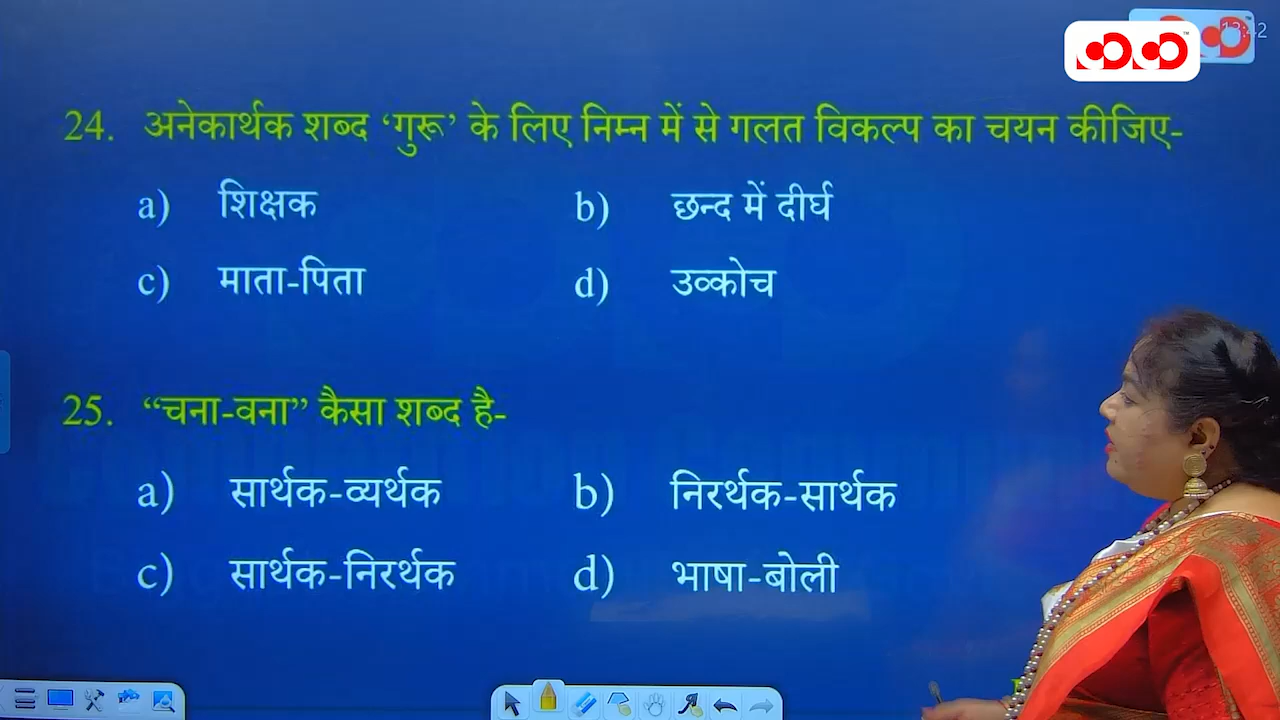 24. अनेकार्थक शब्द ‘गुरू’ के लिए निम्न में से गलत विकल्प का चयन कीजिए-
a) शिक्षक b) छन्द में दीर्घ
c) माता-पिता d) उत्कोच
25. “चना-वना” कैसा शब्द है-
a) सार्थक-व्यर्थक b) निरर्थक-सार्थक
c) सार्थक-निरर्थक d) भाषा-बोली